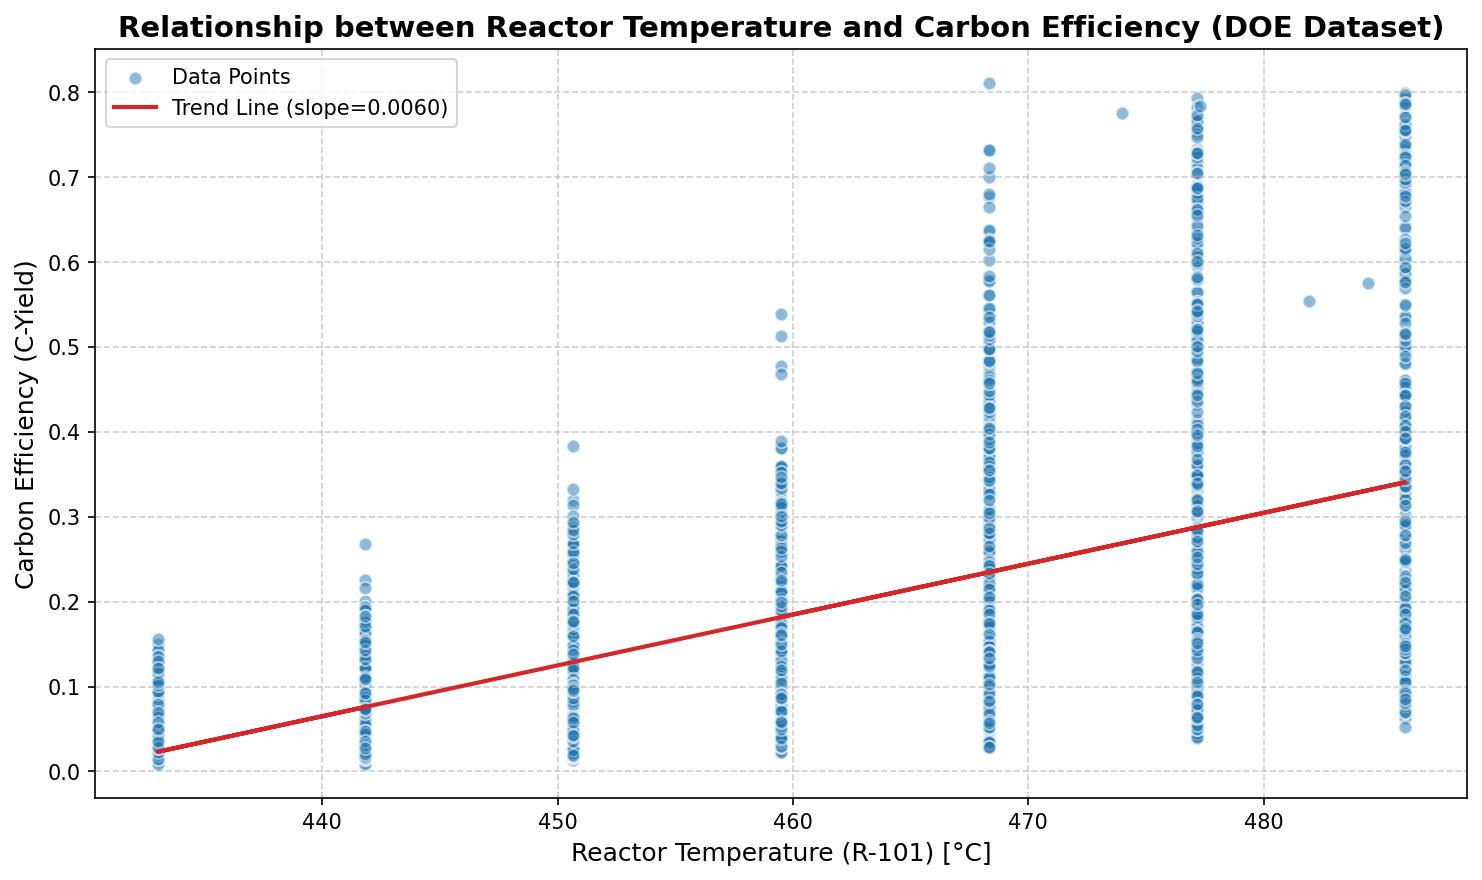 Relationship between Reactor Temperature and Carbon Efficiency (DOE Dataset)
Data Points
Trend Line (slope=0.0060)
Carbon Efficiency (C-Yield)
0.8
0.7
0.6
0.5
0.4
0.3
0.2
0.1
0.0
440
450
460
470
480
Reactor Temperature (R-101) [°C]